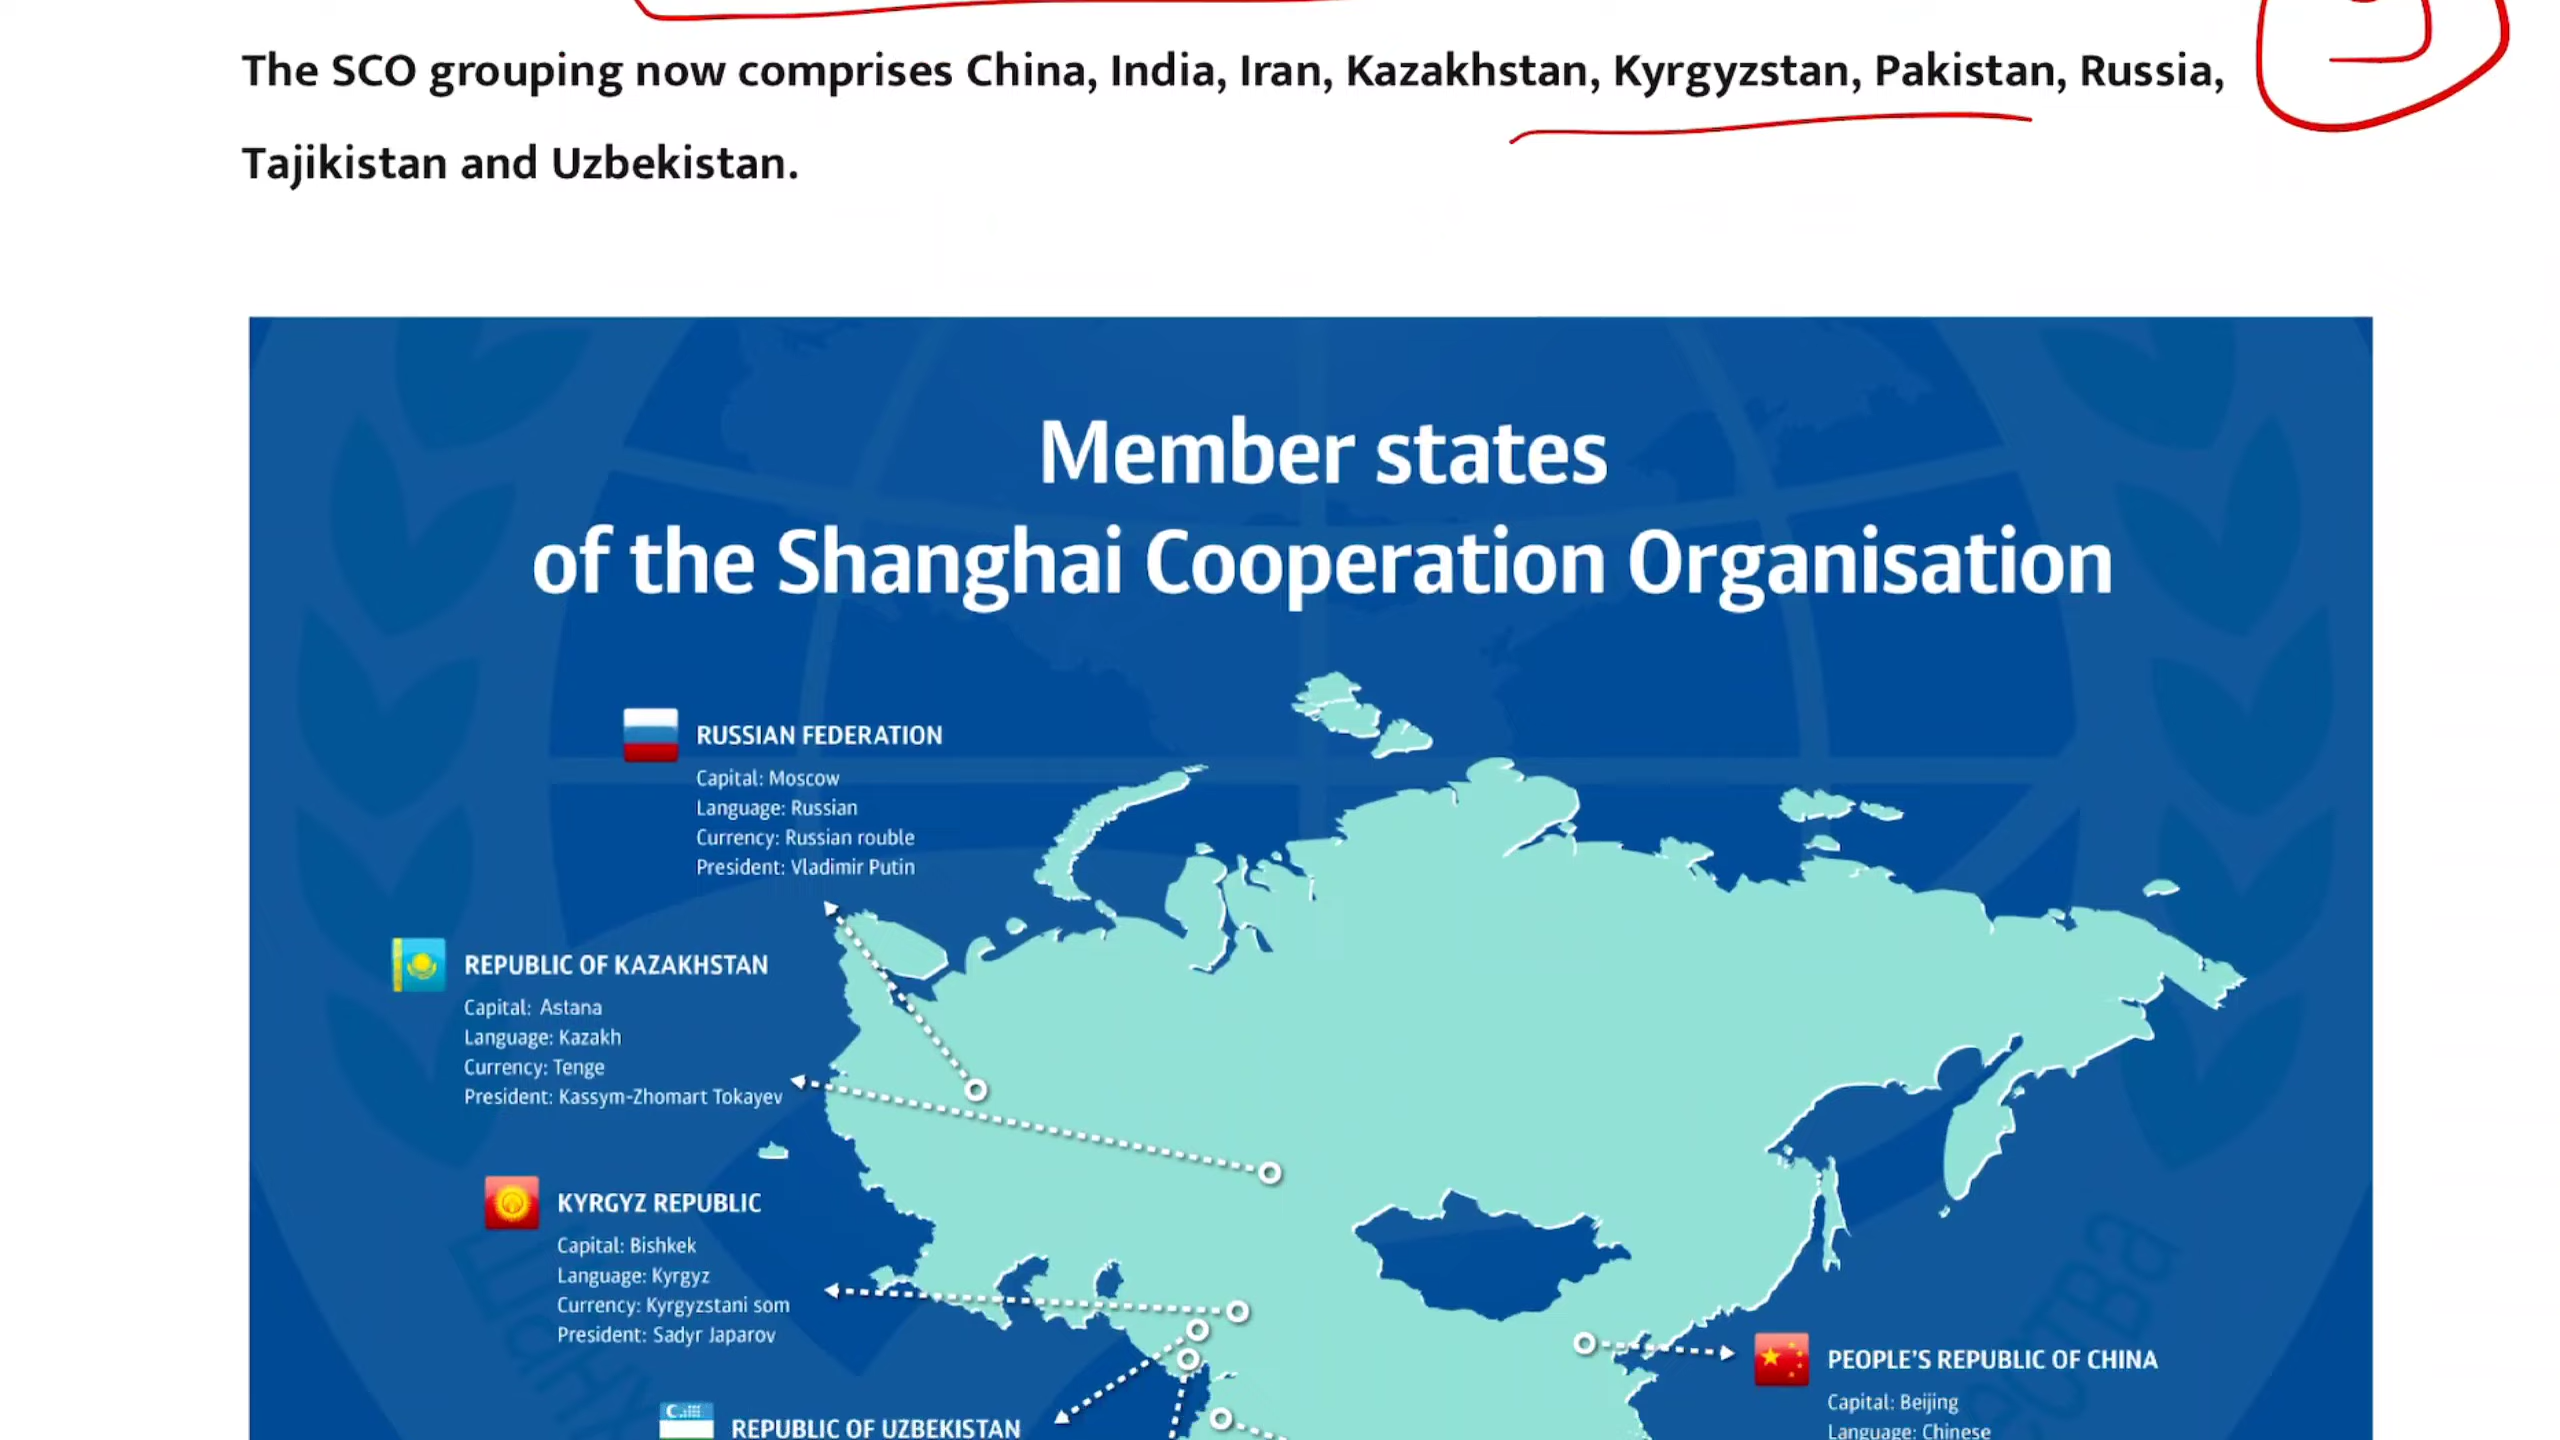 The SCO grouping now comprises China, India, Iran, Kazakhstan, Kyrgyzstan, Pakistan, Russia,
Tajikistan and Uzbekistan.
Member states
of the Shanghai Cooperation Organisation
RUSSIAN FEDERATION
Capital: Moscow
Language: Russian
Currency: Russian rouble
President: Vladimir Putin
REPUBLIC OF KAZAKHSTAN
Capital: Astana
Language: Kazakh
Currency: Tenge
President: Kassym-Zhomart Tokayev
KYRGYZ REPUBLIC
Capital: Bishkek
Language: Kyrgyz
Currency: Kyrgyzstani som
President: Sadyr Japarov
REPUBLIC OF UZBEKISTAN
PEOPLE'S REPUBLIC OF CHINA
Capital: Beijing
Language: Chinese